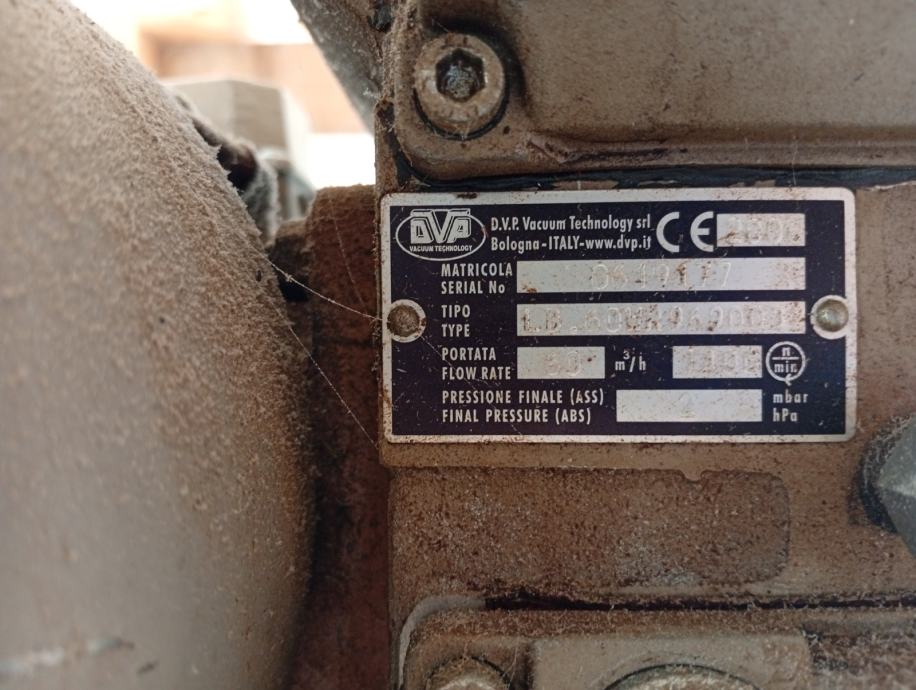 DVP
VACUUM TECHNOLOGY
D.V.P. Vacuum Technology srl
Bologna-ITALY-www.dvp.it
CE
MATRICOLA
SERIAL No
TIPO
TYPE
PORTATA
FLOW RATE
m³/h
n
min.
PRESSIONE FINALE (ASS)
FINAL PRESSURE (ABS)
2
mbar
hPa